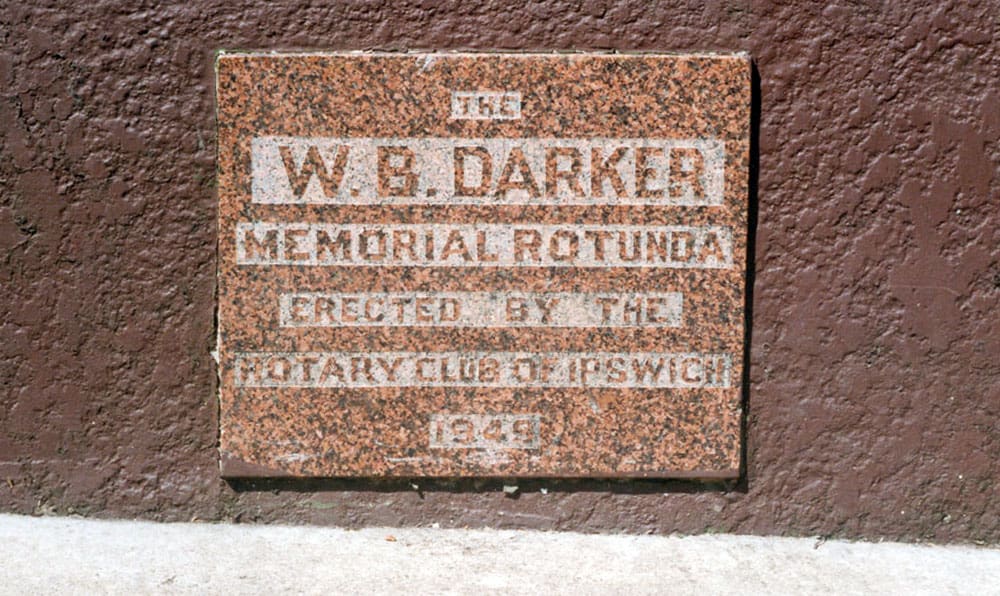 THE
W. B. DARKER
MEMORIAL ROTUNDA
ERECTED BY THE
ROTARY CLUB OF IPSWICH
1949